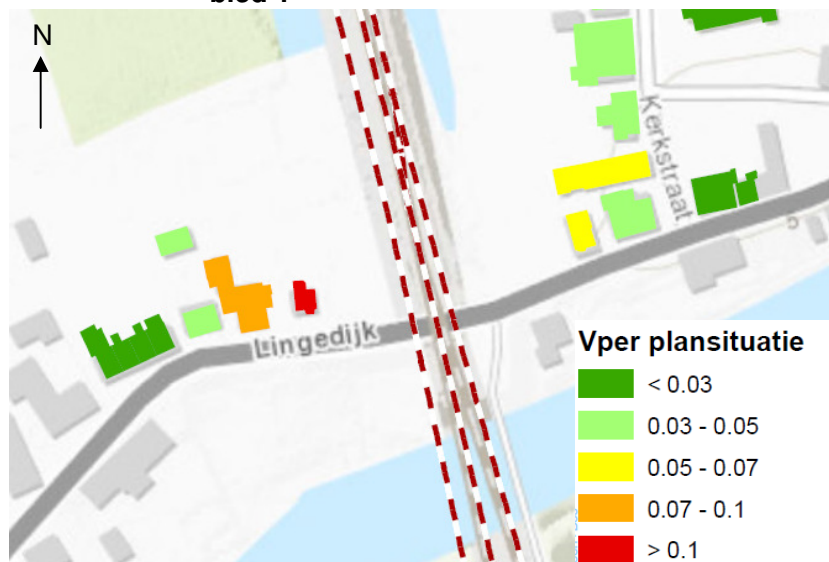 N
Kerkstraat
Lingedijk
Vper plansituatie
< 0.03
0.03 - 0.05
0.05 - 0.07
0.07 - 0.1
> 0.1